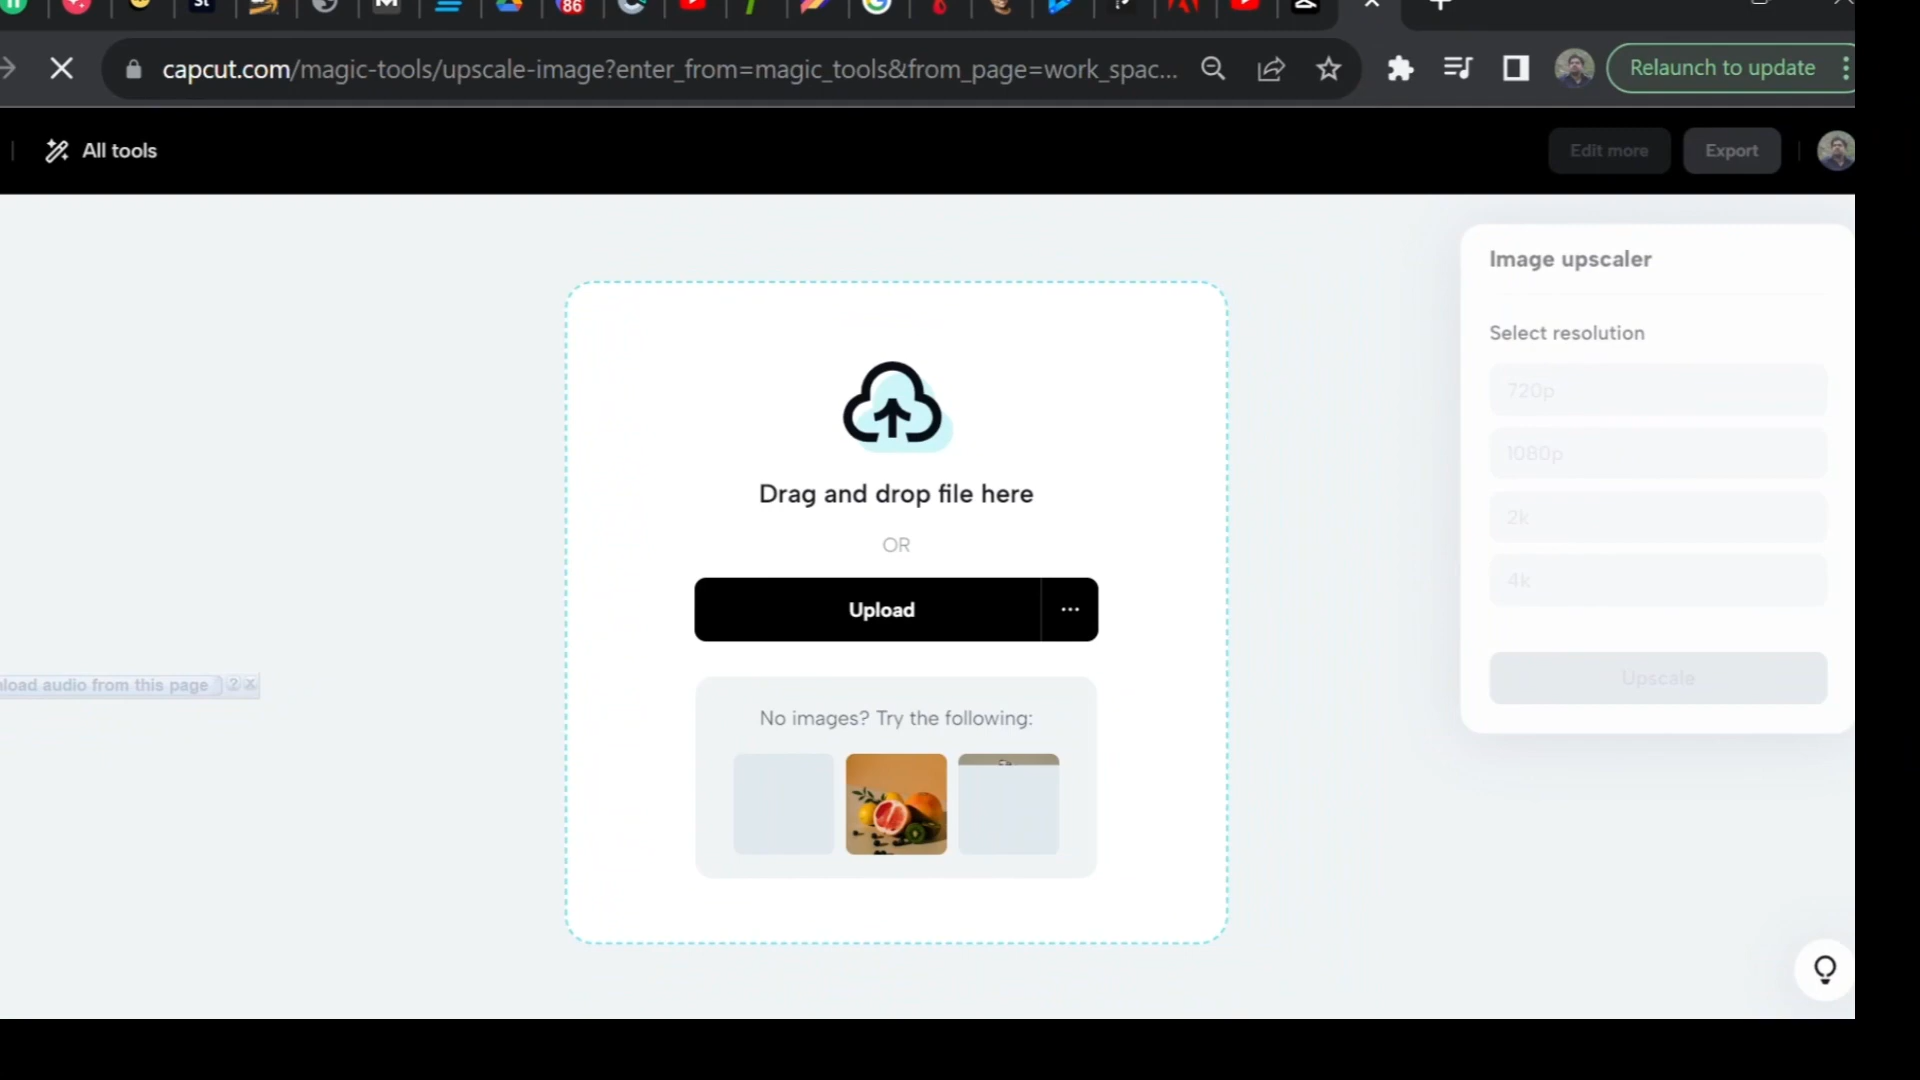 St
86
capcut.com/magic-tools/upscale-image?enter_from=magic_tools&from_page=work_spac...
Relaunch to update
All tools
Edit more
Export
Image upscaler
Select resolution
720p
1080p
2k
4k
Upscale
Drag and drop file here
OR
Upload
...
load audio from this page
?
X
No images? Try the following: